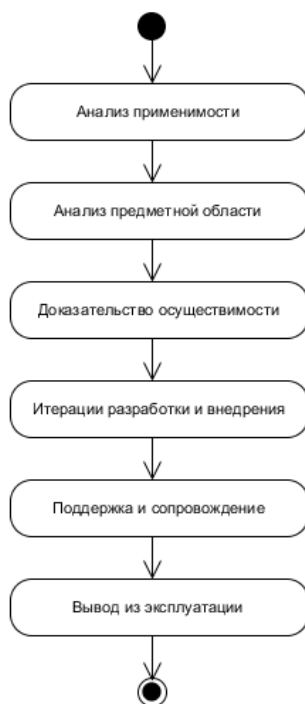 Анализ применимости
Анализ предметной области
Доказательство осуществимости
Итерации разработки и внедрения
Поддержка и сопровождение
Вывод из эксплуатации